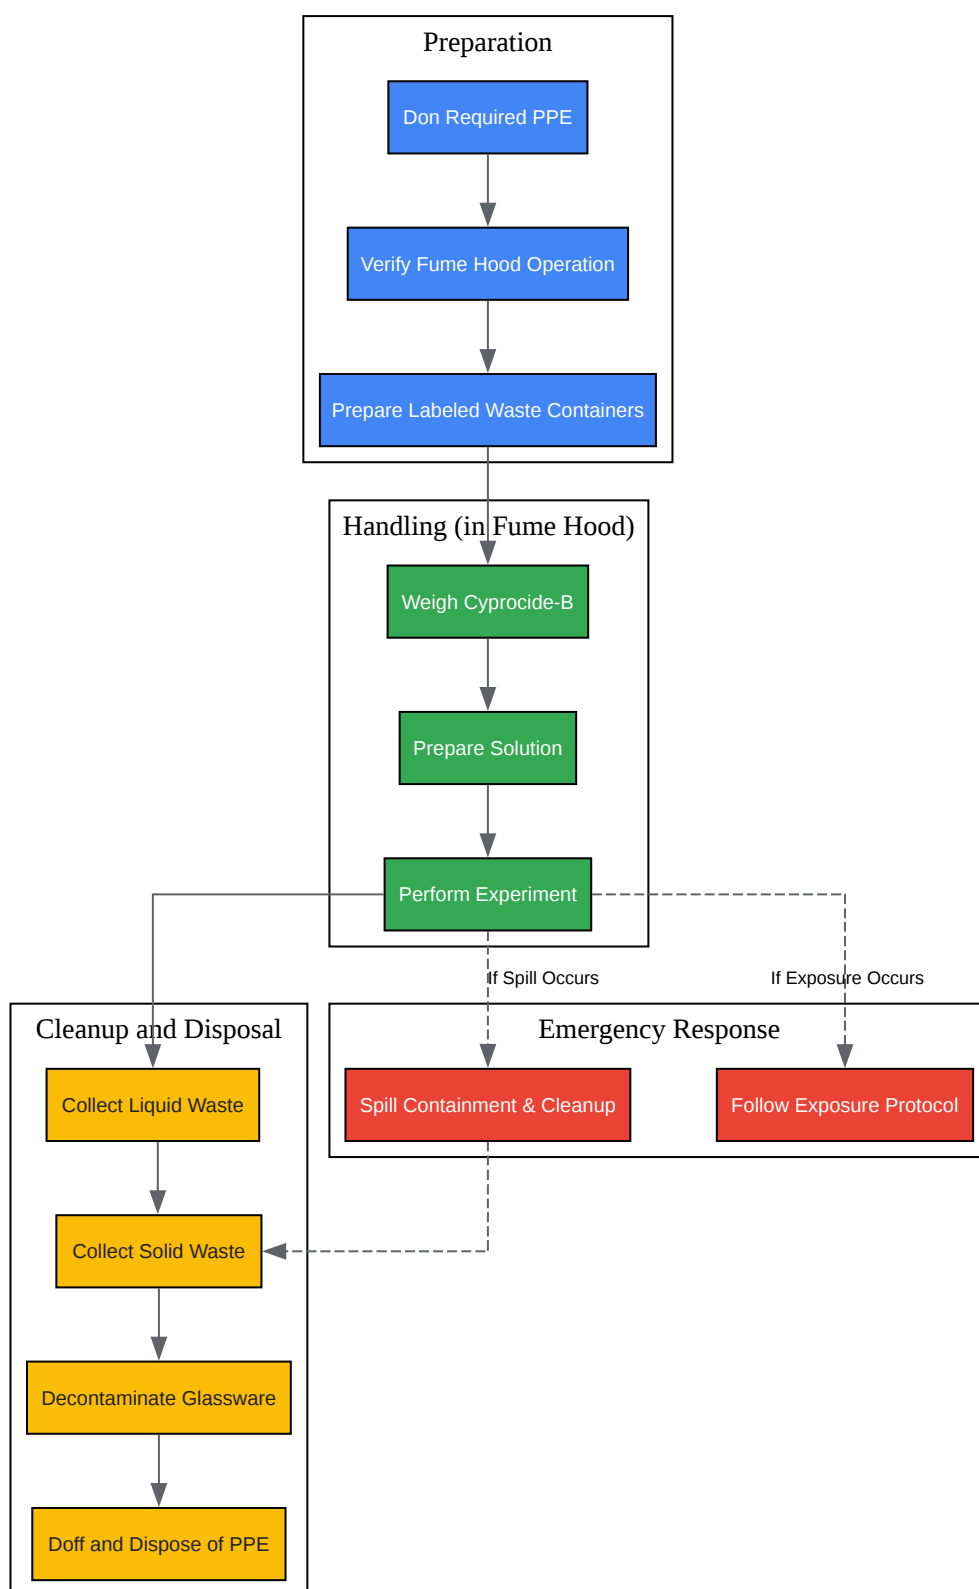 Preparation
Don Required PPE
Verify Fume Hood Operation
Prepare Labeled Waste Containers
Handling (in Fume Hood)
Weigh Cyprocide-B
Prepare Solution
Perform Experiment
If Spill Occurs
If Exposure Occurs
Cleanup and Disposal
Emergency Response
Collect Liquid Waste
Spill Containment & Cleanup
Follow Exposure Protocol
Collect Solid Waste
Decontaminate Glassware
Doff and Dispose of PPE